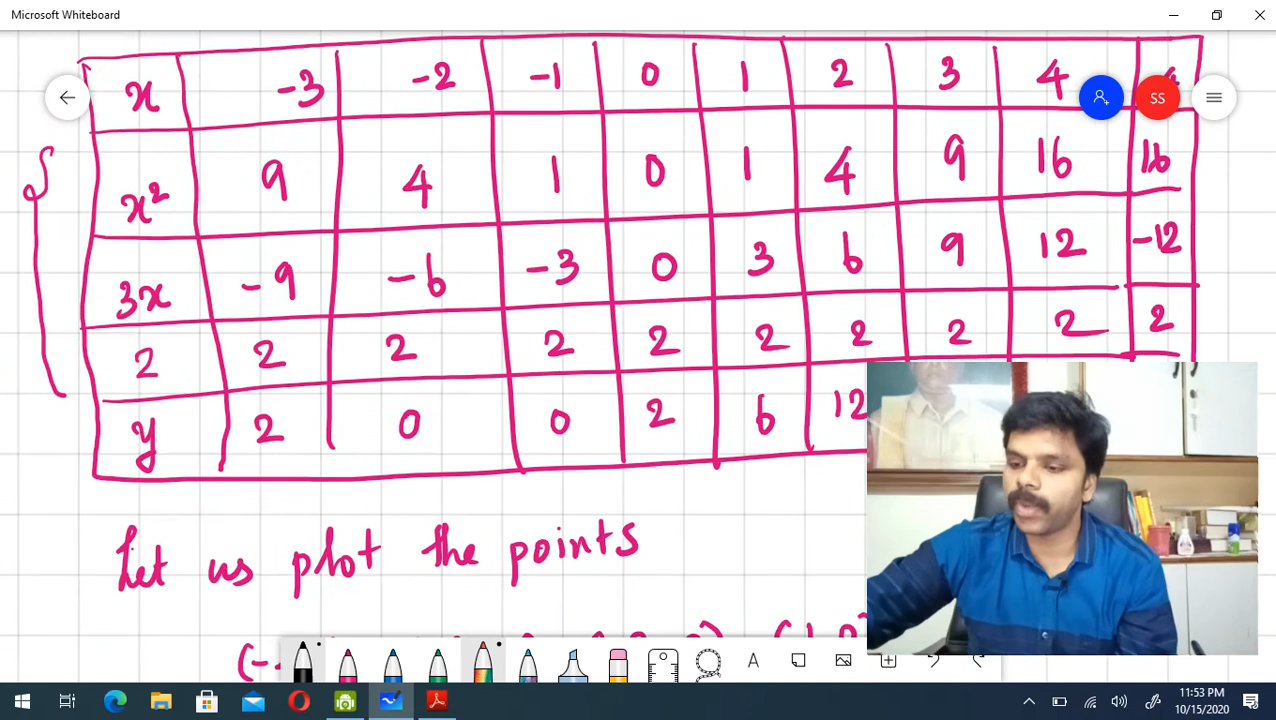 Microsoft Whiteboard
x -3 -2 -1 0 1 2 3 4
SS
x² 9 4 1 0 1 4 9 16 16
3x -9 -6 -3 0 3 6 9 12 -12
2 2 2 2 2 2 2 2 2 2
y 2 0 0 2 6 12
Let us plot the points
A
11:53 PM
10/15/2020